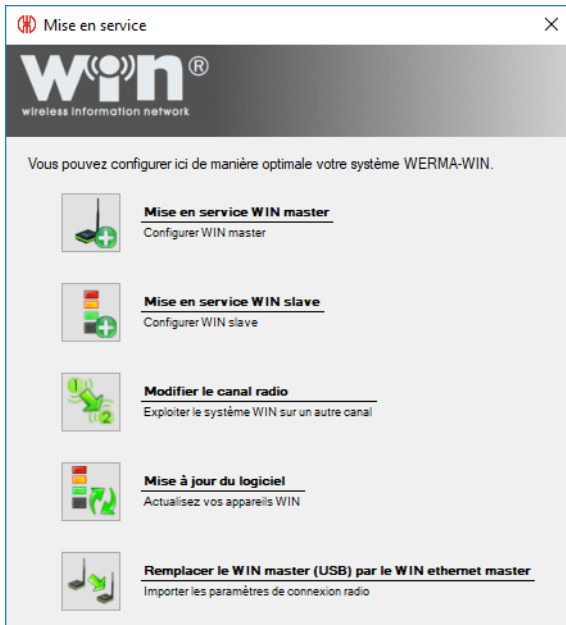 Mise en service
WIN®
wireless information network
Vous pouvez configurer ici de manière optimale votre système WERMA-WIN.
Mise en service WIN master
Configurer WIN master
Mise en service WIN slave
Configurer WIN slave
1
2
Modifier le canal radio
Exploiter le système WIN sur un autre canal
Mise à jour du logiciel
Actualisez vos appareils WIN
Remplacer le WIN master (USB) par le WIN ethernet master
Importer les paramètres de connexion radio